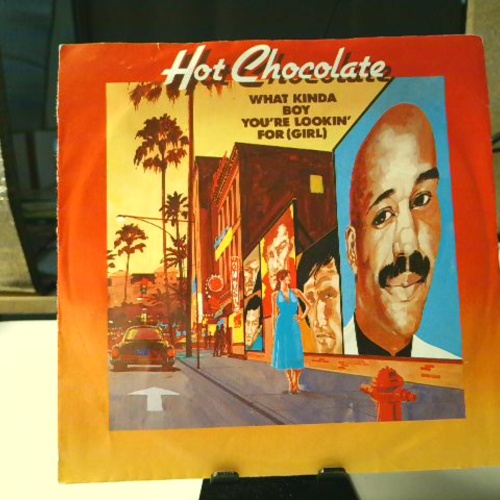 Hot Chocolate
WHAT KINDA
BOY
YOU'RE LOOKIN'
FOR (GIRL)